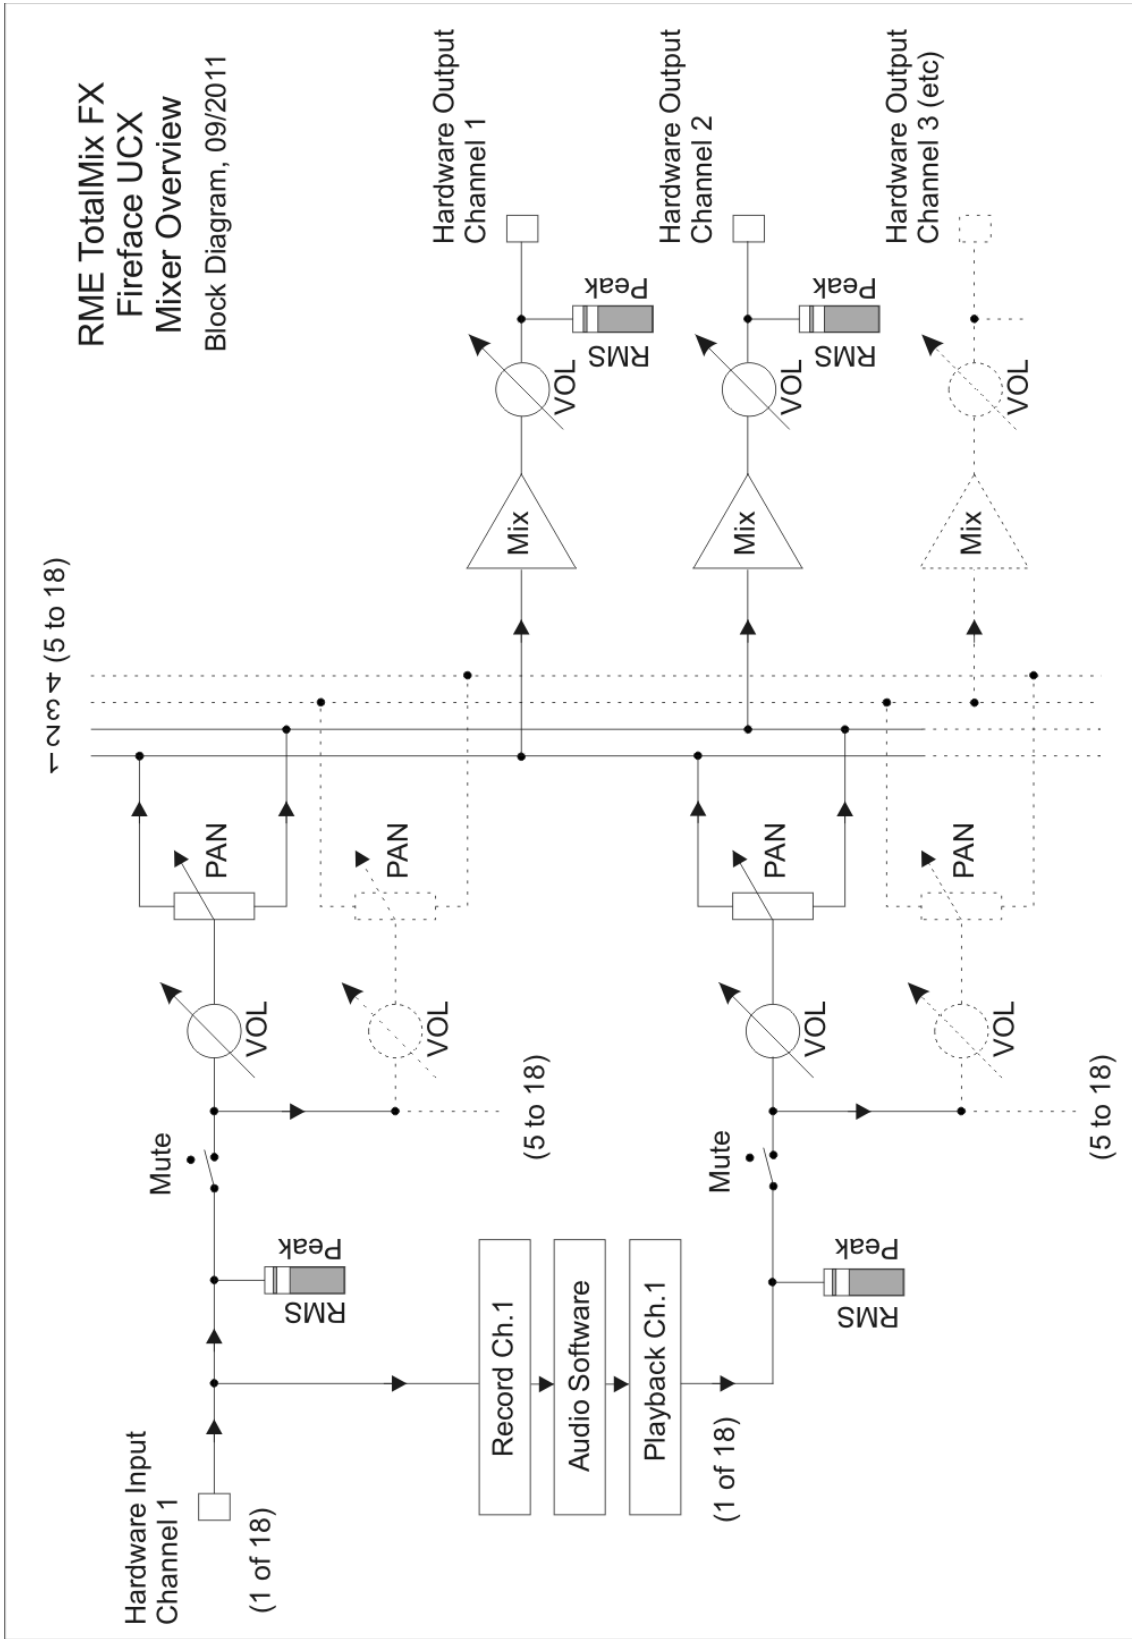 RME TotalMix FX
Fireface UCX
Mixer Overview
Block Diagram, 09/2011
Hardware Input
Channel 1
(1 of 18)
RMS
Peak
Mute
VOL
PAN
VOL
PAN
(5 to 18)
1 2 3 4 (5 to 18)
Record Ch.1
Audio Software
Playback Ch.1
(1 of 18)
RMS
Peak
Mute
VOL
PAN
VOL
PAN
(5 to 18)
Mix
VOL
RMS
Peak
Hardware Output
Channel 1
Mix
VOL
RMS
Peak
Hardware Output
Channel 2
Mix
VOL
Hardware Output
Channel 3 (etc)